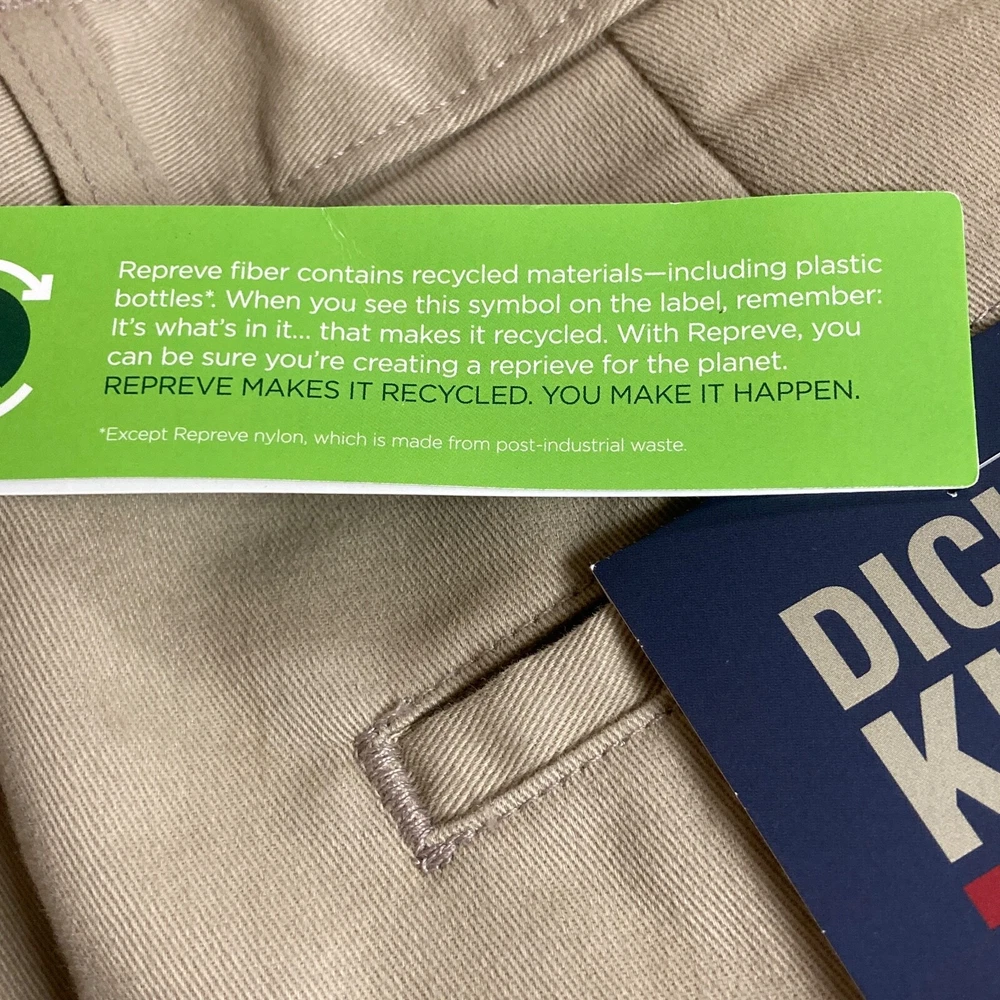 Repreve fiber contains recycled materials—including plastic
bottles*. When you see this symbol on the label, remember:
It's what's in it... that makes it recycled. With Repreve, you
can be sure you're creating a reprieve for the planet.
REPREVE MAKES IT RECYCLED. YOU MAKE IT HAPPEN.
*Except Repreve nylon, which is made from post-industrial waste.
DIC
K